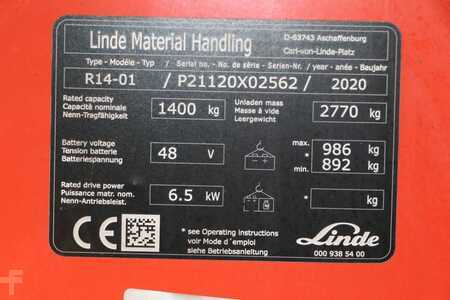 Linde Material Handling
D-63743 Aschaffenburg
Carl-von-Linde-Platz
Type - Modéle - Typ / Serial no. - No. de série - Serien-Nr. / year - année - Baujahr
R14-01 / P21120X02562 / 2020
Rated capacity
Capacité nominale
Nenn-Tragfähigkeit
1400 kg
Unladen mass
Masse à vide
Leergewicht
2770 kg
Battery voltage
Tension batterie
Batteriespannung
48 V
max. 986 kg
*
min. 892 kg
Rated drive power
Puissance matr. nom.
Nenn-Antriebsleist.
6.5 kW
* kg
CE
* see Operating instructions
voir Mode d´emploi
siehe Betriebsanleitung
Linde
000 938 54 00